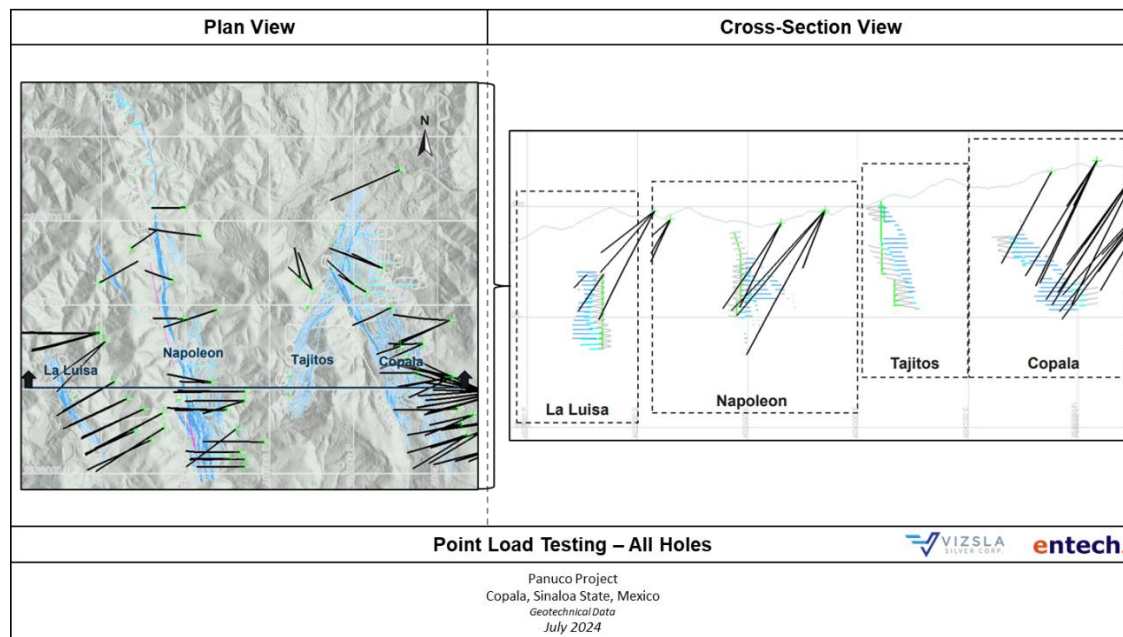 Plan View
Cross-Section View
N
La Luisa
Napoleon
Tajitos
Copala
La Luisa
Napoleon
Tajitos
Copala
Point Load Testing – All Holes
VIZSLA
SILVER CORP.
entech.
Panuco Project
Copala, Sinaloa State, Mexico
Geotechnical Data
July 2024